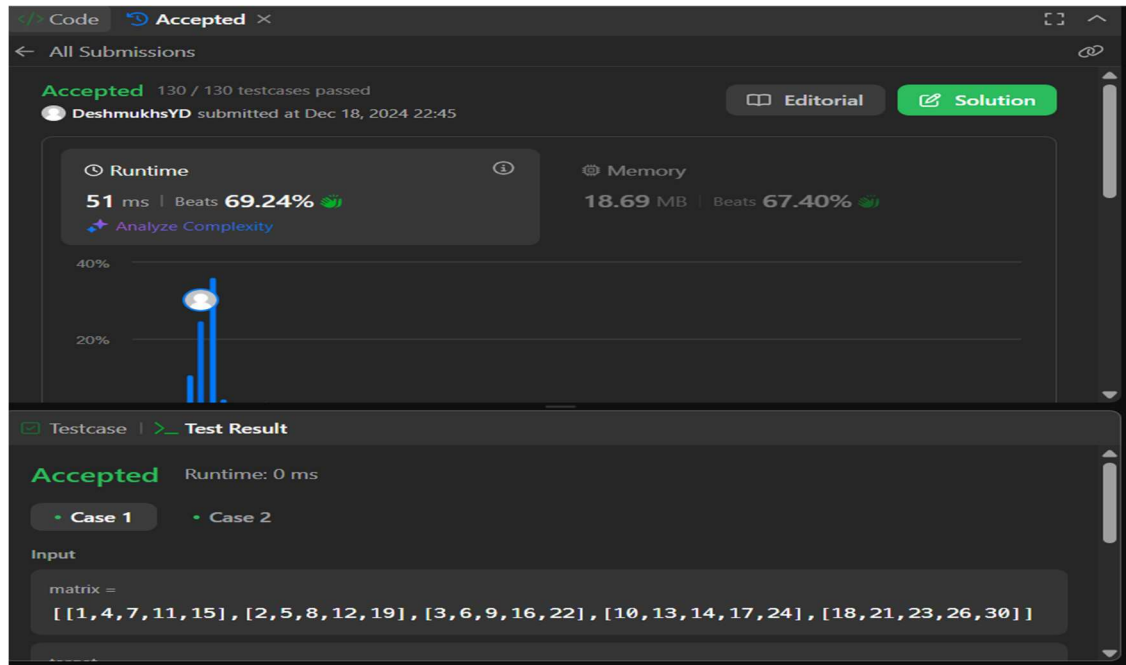 </> Code Accepted ×
← All Submissions
Accepted 130 / 130 testcases passed
DeshmukhsYD submitted at Dec 18, 2024 22:45
Editorial
Solution
Runtime
51 ms | Beats 69.24%
Analyze Complexity
Memory
18.69 MB | Beats 67.40%
40%
20%
Testcase | >_ Test Result
Accepted Runtime: 0 ms
• Case 1 • Case 2
Input
matrix =
[[1,4,7,11,15],[2,5,8,12,19],[3,6,9,16,22],[10,13,14,17,24],[18,21,23,26,30]]